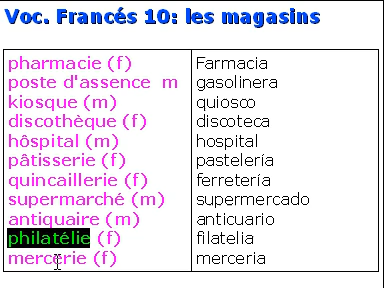 Voc. Francés 10: les magasins
pharmacie (f) Farmacia
poste d'assence m gasolinera
kiosque (m) quiosco
discothèque (f) discoteca
hôspital (m) hospital
pâtisserie (f) pastelería
quincaillerie (f) ferretería
supermarché (m) supermercado
antiquaire (m) anticuario
philatélie (f) filatelia
mercerie (f) merceria